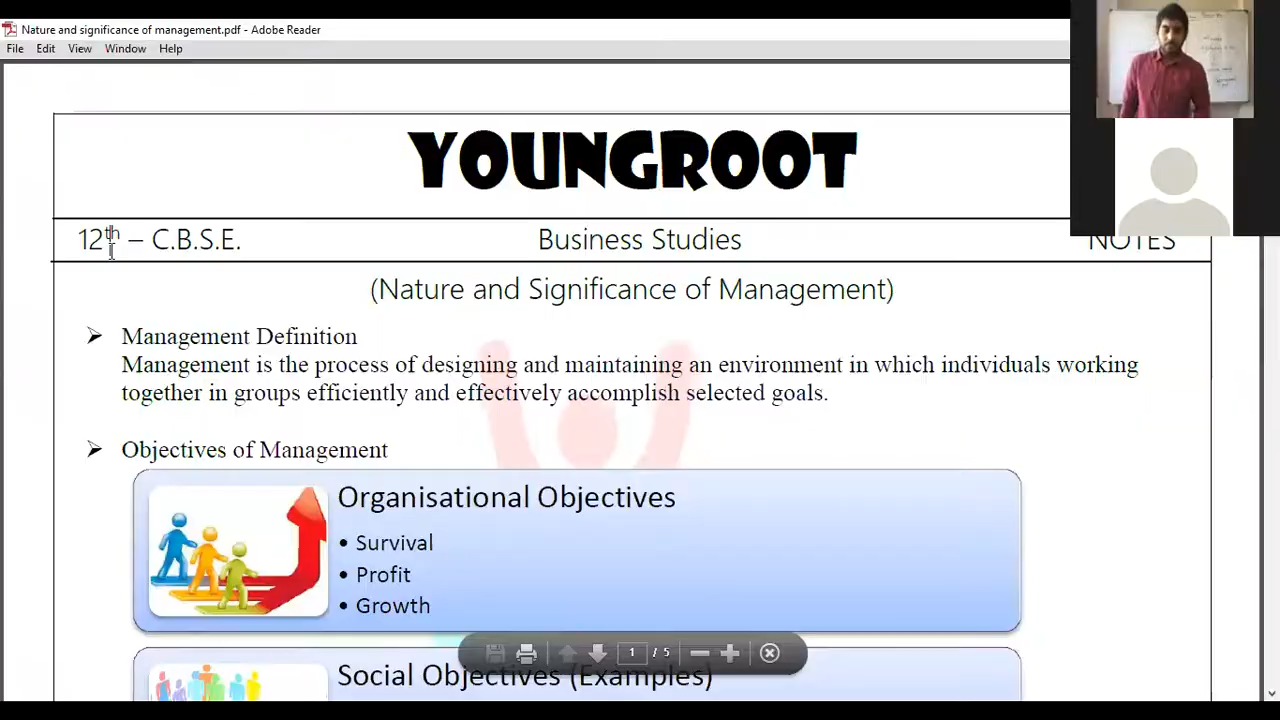 Nature and significance of management.pdf - Adobe Reader
File Edit View Window Help
YOUNGROOT
12th – C.B.S.E. Business Studies NOTES
(Nature and Significance of Management)
➢ Management Definition
Management is the process of designing and maintaining an environment in which individuals working
together in groups efficiently and effectively accomplish selected goals.
➢ Objectives of Management
Organisational Objectives
• Survival
• Profit
• Growth
1 / 5
Social Objectives (Examples)